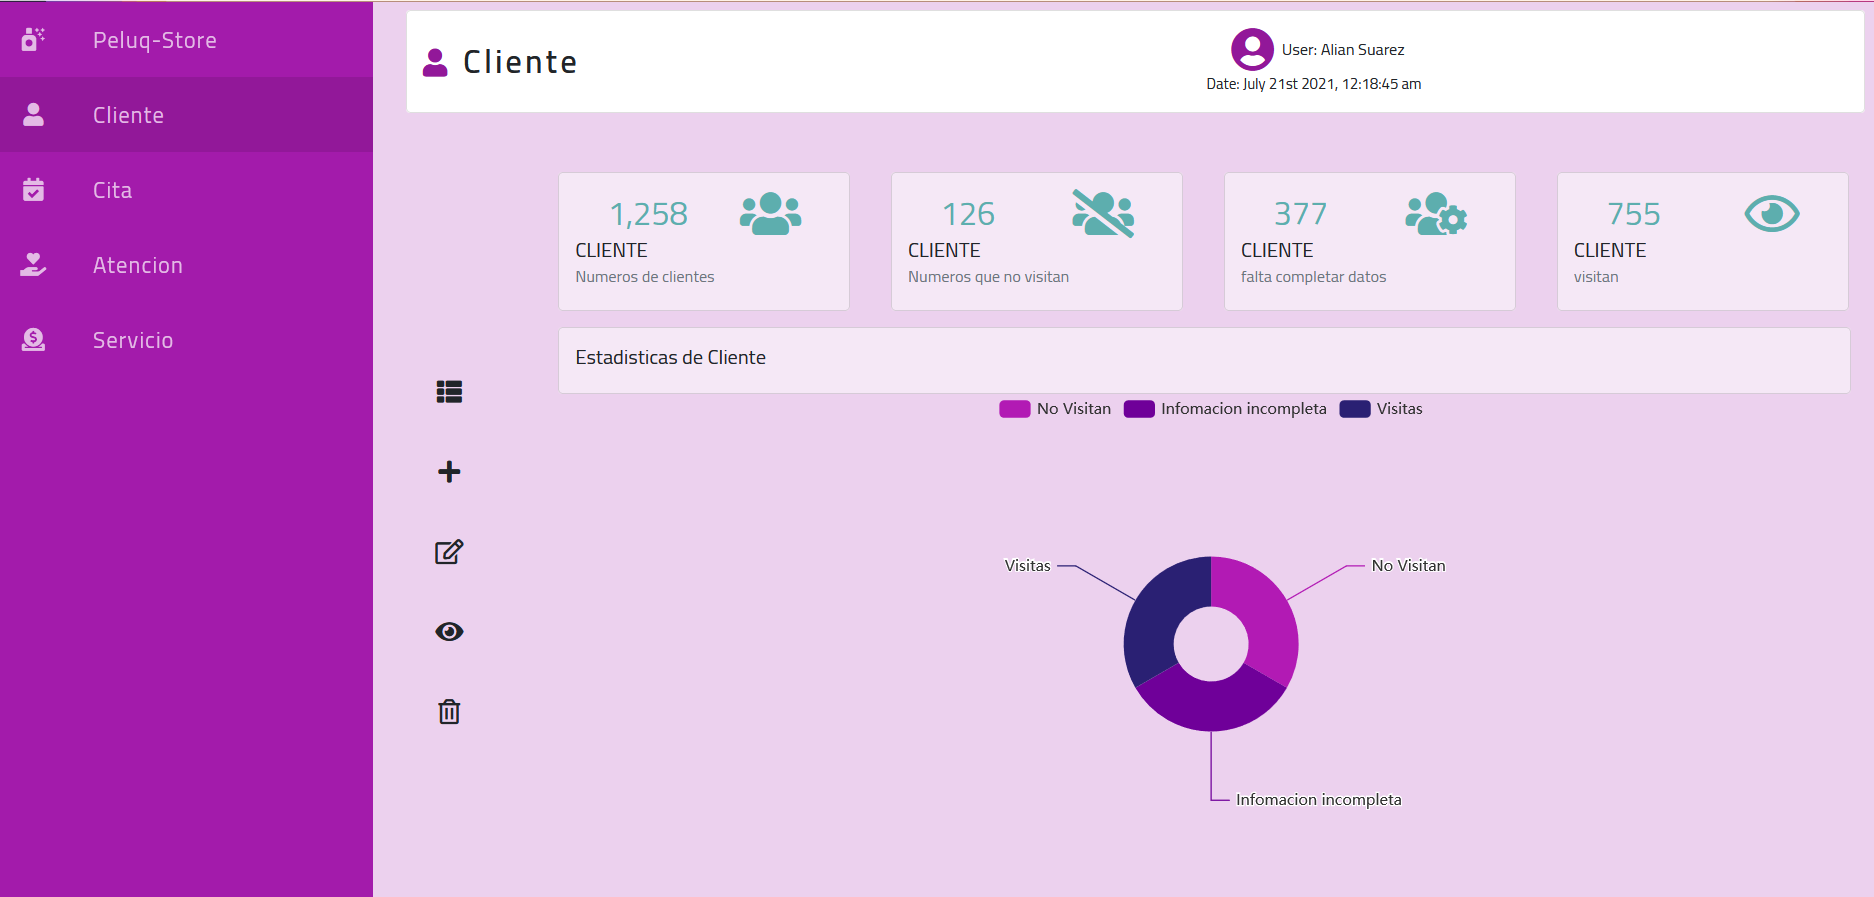 Peluq-Store
Cliente
Cita
Atencion
Servicio
Cliente
User: Alian Suarez
Date: July 21st 2021, 12:18:45 am
1,258
CLIENTE
Numeros de clientes
126
CLIENTE
Numeros que no visitan
377
CLIENTE
falta completar datos
755
CLIENTE
visitan
Estadisticas de Cliente
No Visitan
Infomacion incompleta
Visitas
Visitas
No Visitan
Infomacion incompleta